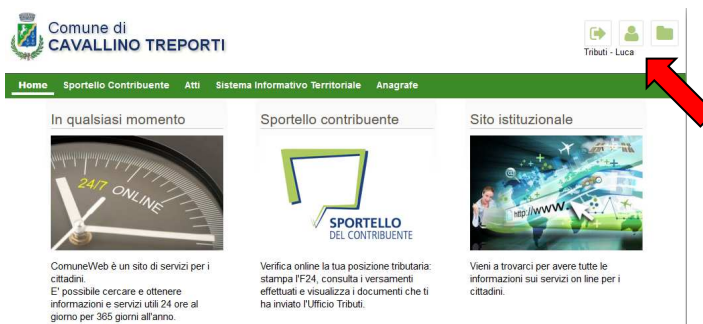 Comune di
CAVALLINO TREPORTI
Tributi - Luca
Home Sportello Contribuente Atti Sistema Informativo Territoriale Anagrafe
In qualsiasi momento
24/7 ONLINE
ComuneWeb è un sito di servizi per i
cittadini.
E' possibile cercare e ottenere
informazioni e servizi utili 24 ore al
giorno per 365 giorni all'anno.
Sportello contribuente
SPORTELLO
DEL CONTRIBUENTE
Verifica online la tua posizione tributaria:
stampa l'F24, consulta i versamenti
effettuati e visualizza i documenti che ti
ha inviato l'Ufficio Tributi.
Sito istituzionale
http://www.
Vieni a trovarci per avere tutte le
informazioni sui servizi on line per i
cittadini.